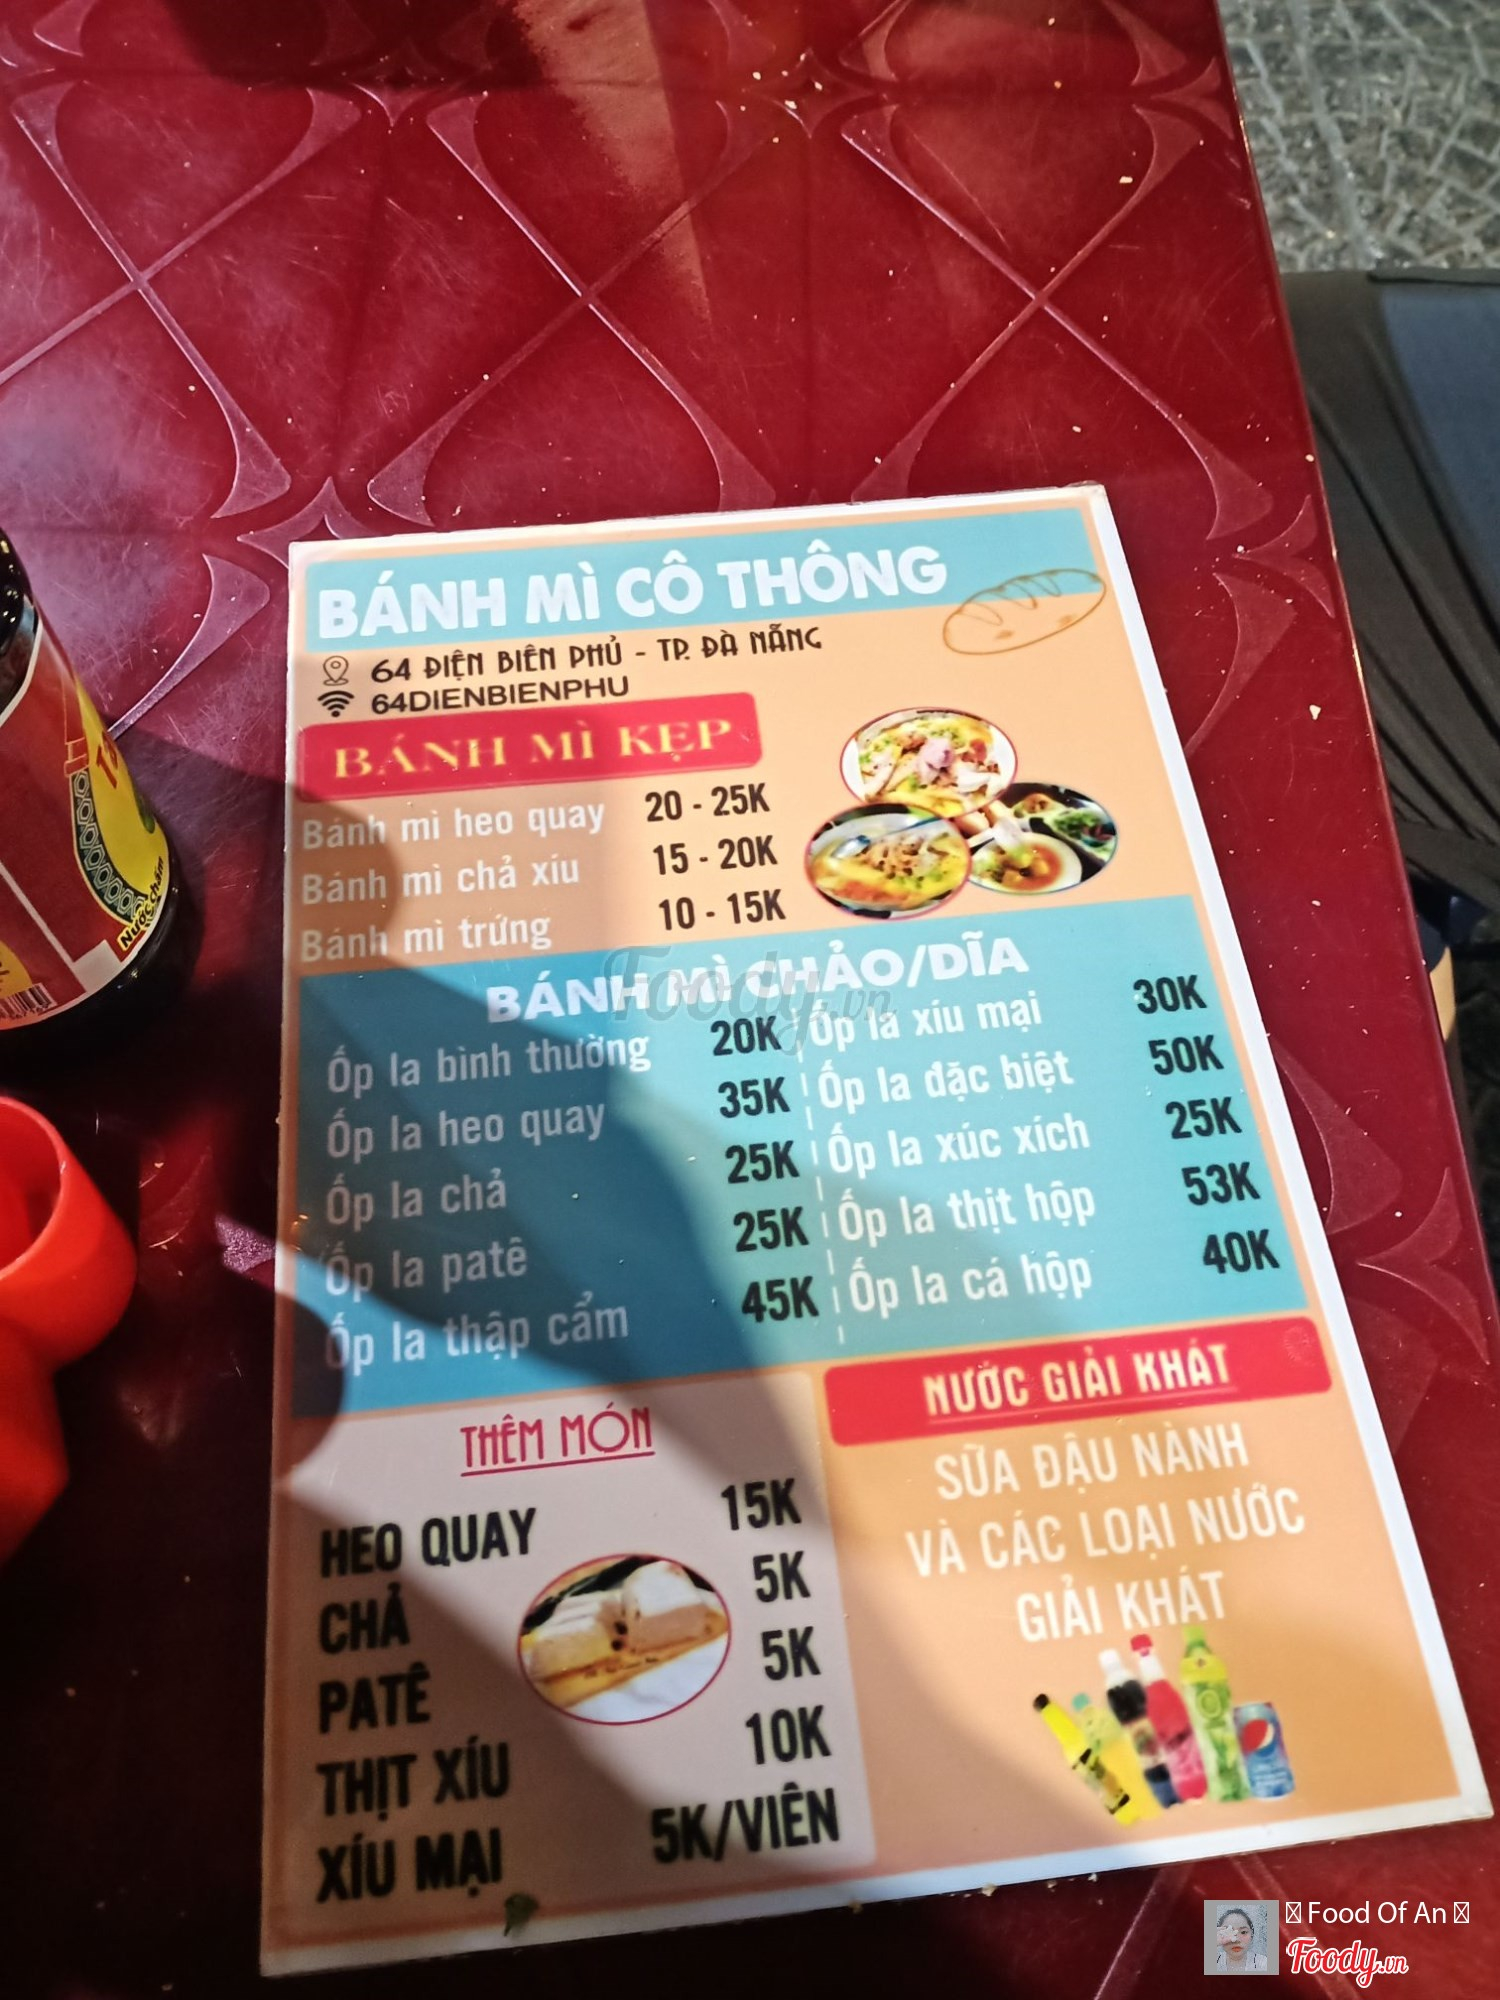 BÁNH MÌ CÔ THÔNG
64 ĐIỆN BIÊN PHỦ - TP. ĐÀ NẴNG
64DIENBIENPHU
BÁNH MÌ KẸP
Bánh mì heo quay 20 - 25K
Bánh mì chả xíu 15 - 20K
Bánh mì trứng 10 - 15K
BÁNH MÌ CHẢO/DĨA
Ốp la bình thường 20K
Ốp la heo quay 35K
Ốp la chả 25K
Ốp la patê 25K
Ốp la thập cẩm 45K
Ốp la xíu mại 30K
Ốp la đặc biệt 50K
Ốp la xúc xích 25K
Ốp la thịt hộp 53K
Ốp la cá hộp 40K
THÊM MÓN
HEO QUAY 15K
CHẢ 5K
PATÊ 5K
THỊT XÍU 10K
XÍU MẠI 5K/VIÊN
NƯỚC GIẢI KHÁT
SỮA ĐẬU NÀNH
VÀ CÁC LOẠI NƯỚC
GIẢI KHÁT
Nước chấm
Foody.vn
Food Of An
Foody.vn